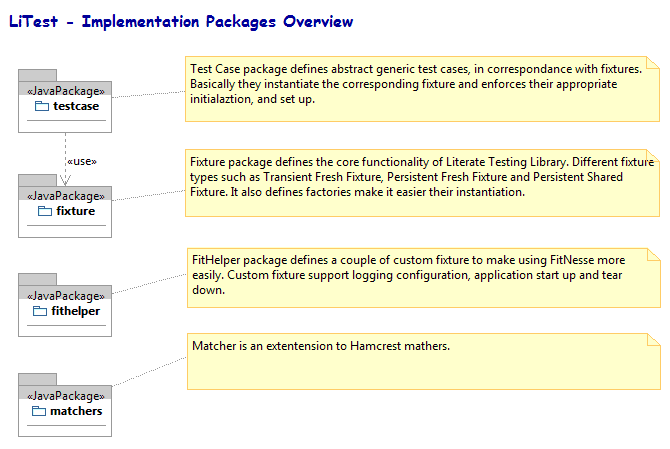 LiTest - Implementation Packages Overview
«JavaPackage»
testcase
Test Case package defines abstract generic test cases, in correspondance with fixtures.
Basically they instantiate the corresponding fixture and enforces their appropriate
initialaztion, and set up.
«use»
«JavaPackage»
fixture
Fixture package defines the core functionality of Literate Testing Library. Different fixture
types such as Transient Fresh Fixture, Persistent Fresh Fixture and Persistent Shared
Fixture. It also defines factories make it easier their instantiation.
«JavaPackage»
fithelper
FitHelper package defines a couple of custom fixture to make using FitNesse more
easily. Custom fixture support logging configuration, application start up and tear
down.
«JavaPackage»
matchers
Matcher is an extentension to Hamcrest mathers.